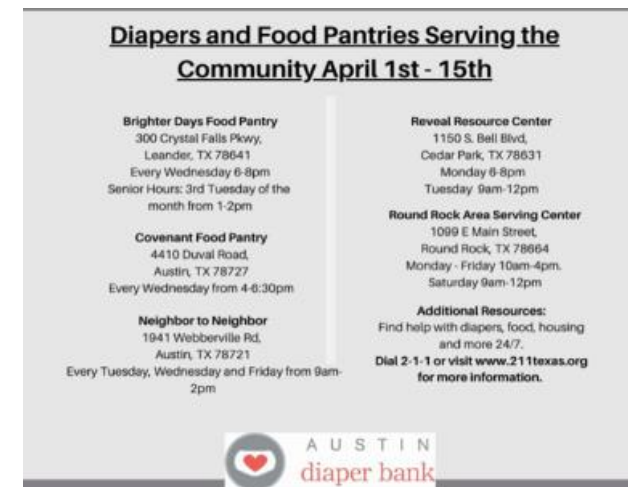 Diapers and Food Pantries Serving the
Community April 1st - 15th
Brighter Days Food Pantry
300 Crystal Falls Pkwy,
Leander, TX 78641
Every Wednesday 6-8pm
Senior Hours: 3rd Tuesday of the
month from 1-2pm
Covenant Food Pantry
4410 Duval Road,
Austin, TX 78727
Every Wednesday from 4-6:30pm
Neighbor to Neighbor
1941 Webberville Rd,
Austin, TX 78721
Every Tuesday, Wednesday and Friday from 9am-
2pm
Reveal Resource Center
1150 S. Bell Blvd,
Cedar Park, TX 78631
Monday 6-8pm
Tuesday 9am-12pm
Round Rock Area Serving Center
1099 E Main Street,
Round Rock, TX 78664
Monday - Friday 10am-4pm.
Saturday 9am-12pm
Additional Resources:
Find help with diapers, food, housing
and more 24/7.
Dial 2-1-1 or visit www.211texas.org
for more information.
AUSTIN
diaper bank